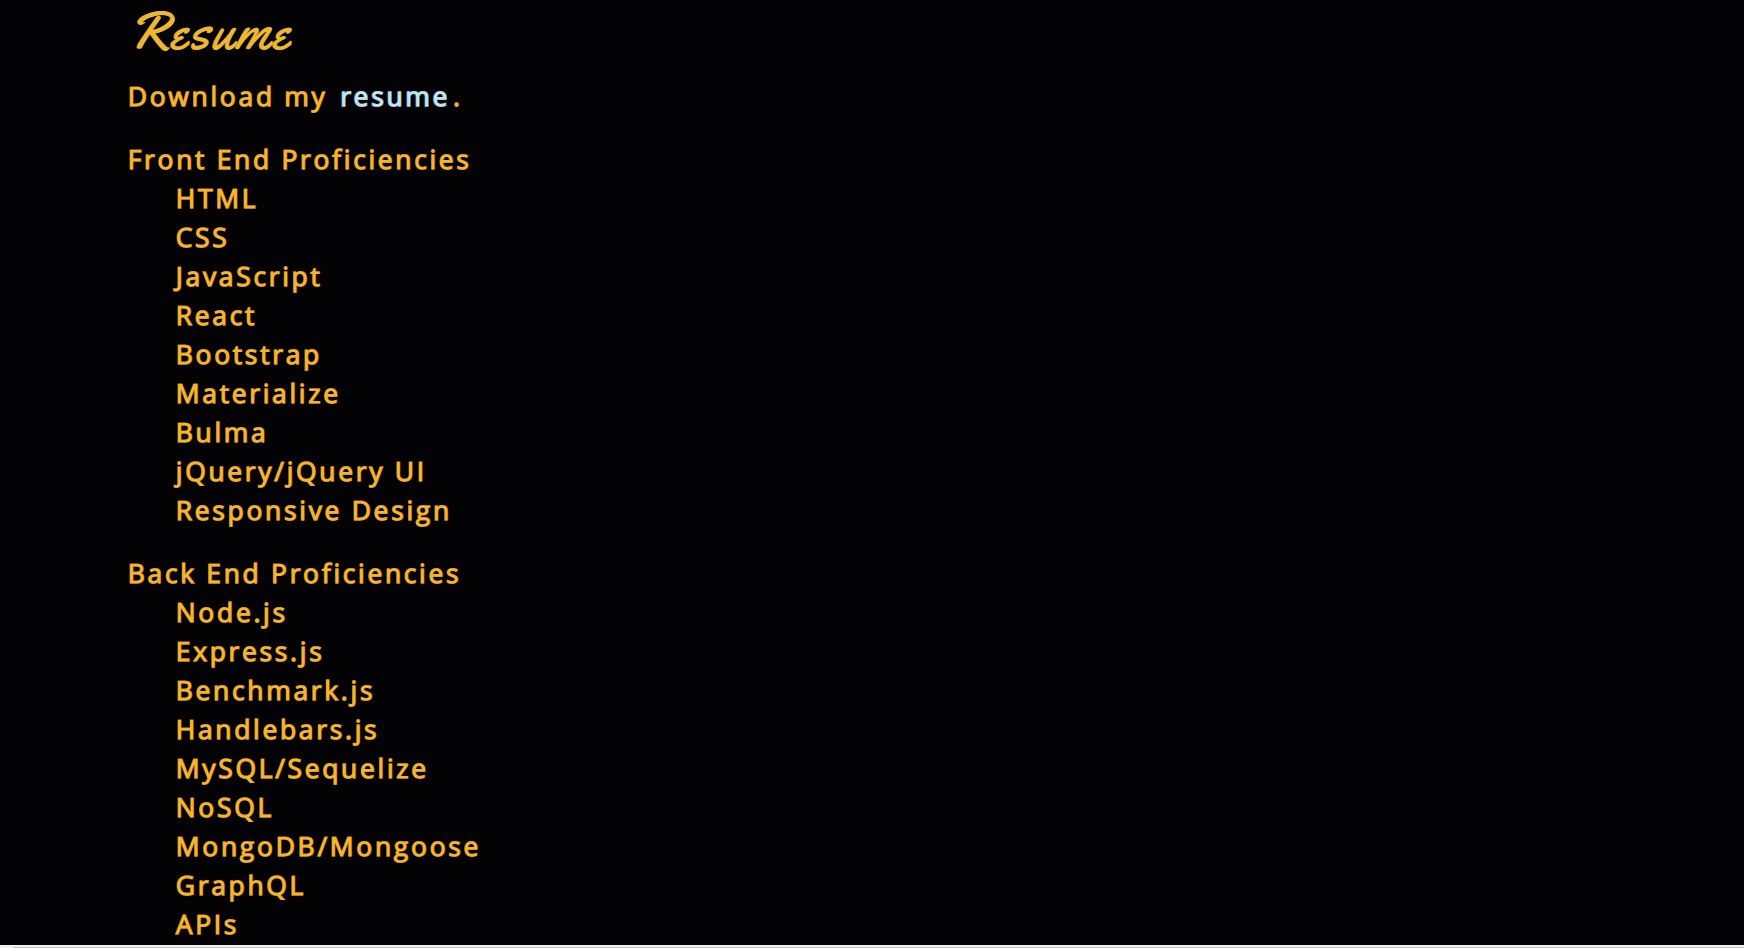 Resume
Download my resume.
Front End Proficiencies
HTML
CSS
JavaScript
React
Bootstrap
Materialize
Bulma
jQuery/jQuery UI
Responsive Design
Back End Proficiencies
Node.js
Express.js
Benchmark.js
Handlebars.js
MySQL/Sequelize
NoSQL
MongoDB/Mongoose
GraphQL
APIs